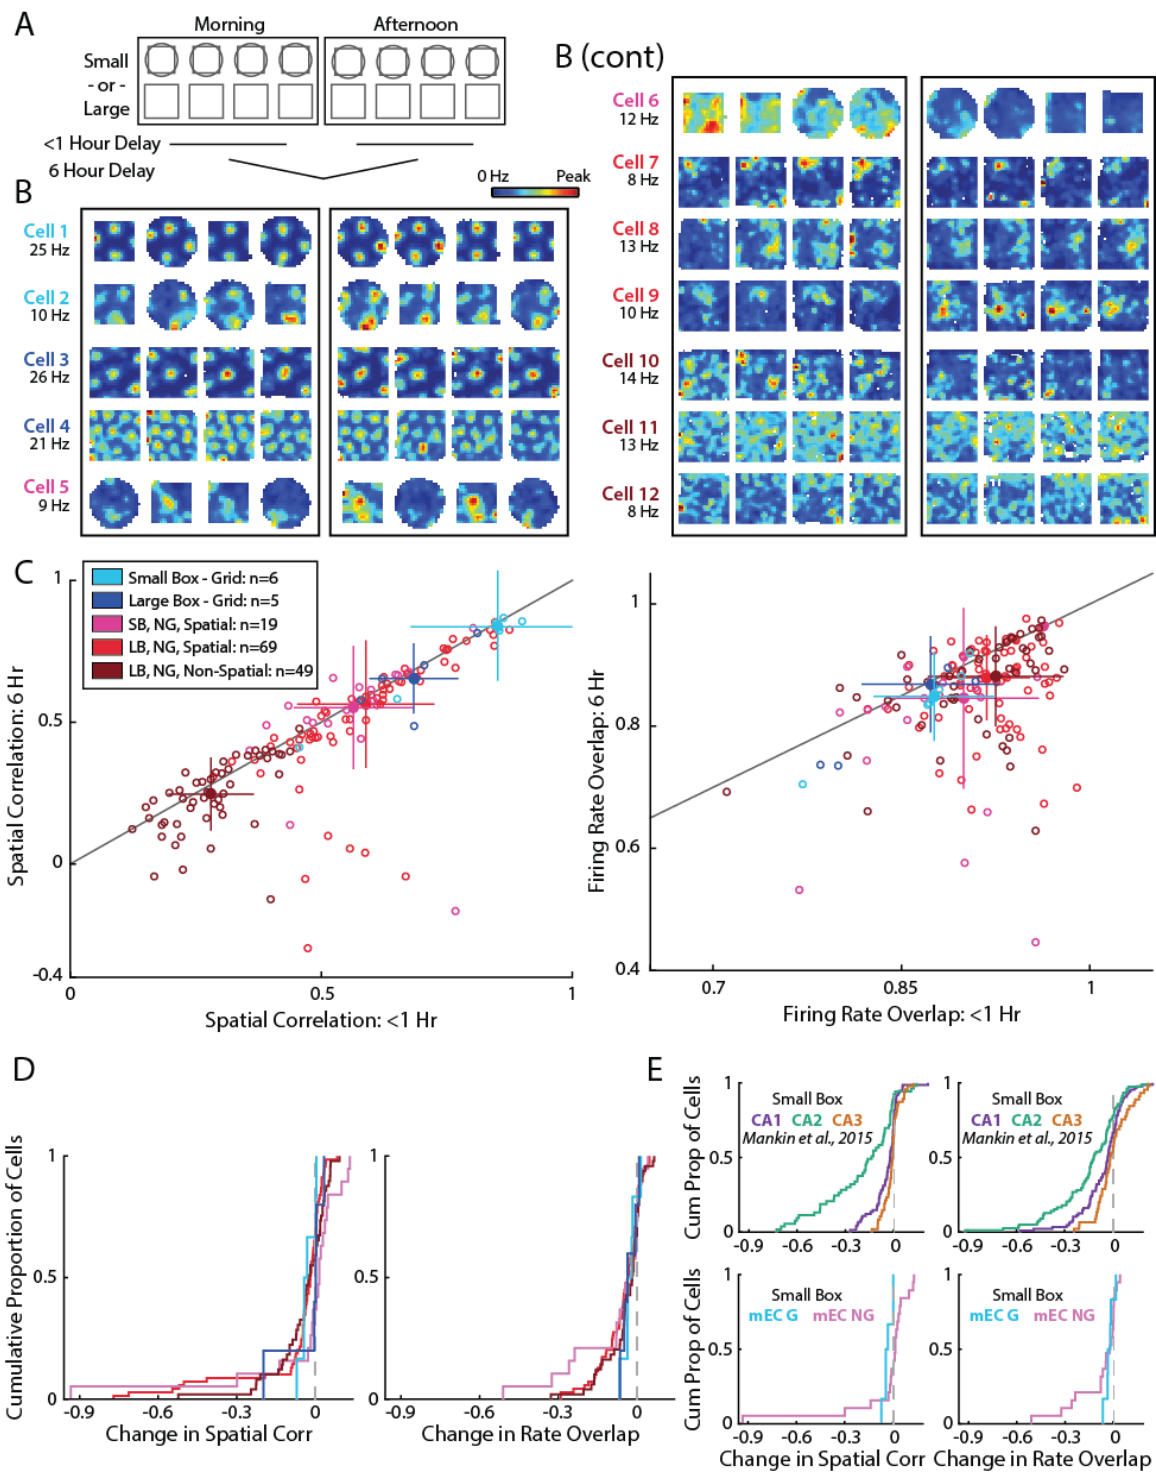 A
Morning
Afternoon
Small
- or -
Large
<1 Hour Delay
6 Hour Delay
B
0 Hz
Peak
Cell 1
25 Hz
Cell 2
10 Hz
Cell 3
26 Hz
Cell 4
21 Hz
Cell 5
9 Hz
B (cont)
Cell 6
12 Hz
Cell 7
8 Hz
Cell 8
13 Hz
Cell 9
10 Hz
Cell 10
14 Hz
Cell 11
13 Hz
Cell 12
8 Hz
C
Small Box - Grid: n=6
Large Box - Grid: n=5
SB, NG, Spatial: n=19
LB, NG, Spatial: n=69
LB, NG, Non-Spatial: n=49
Spatial Correlation: 6 Hr
1
0.5
0
-0.4
0
0.5
1
Spatial Correlation: <1 Hr
Firing Rate Overlap: 6 Hr
1
0.8
0.6
0.4
0.7
0.85
1
Firing Rate Overlap: <1 Hr
D
Cumulative Proportion of Cells
1
0.5
0
-0.9
-0.6
-0.3
0
Change in Spatial Corr
1
0.5
0
-0.9
-0.6
-0.3
0
Change in Rate Overlap
E
Cum Prop of Cells
1
0.5
0
Small Box
CA1 CA2 CA3
Mankin et al., 2015
-0.9
-0.6
-0.3
0
1
0.5
0
Small Box
CA1 CA2 CA3
Mankin et al., 2015
-0.9
-0.6
-0.3
0
Cum Prop of Cells
1
0.5
0
Small Box
mEC G mEC NG
-0.9
-0.6
-0.3
0
Change in Spatial Corr
1
0.5
0
Small Box
mEC G mEC NG
-0.9
-0.6
-0.3
0
Change in Rate Overlap